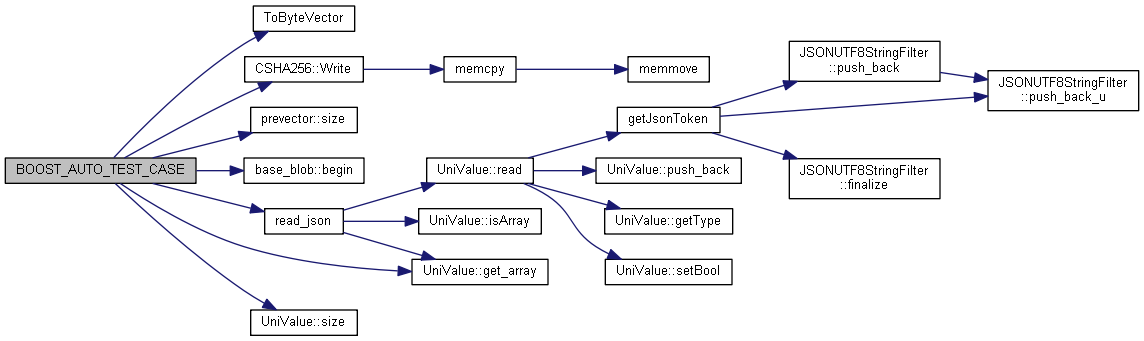 BOOST_AUTO_TEST_CASE
ToByteVector
CSHA256::Write
memcpy
memmove
prevector::size
base_blob::begin
read_json
UniValue::read
getJsonToken
JSONUTF8StringFilter
::push_back
JSONUTF8StringFilter
::push_back_u
JSONUTF8StringFilter
::finalize
UniValue::push_back
UniValue::getType
UniValue::setBool
UniValue::isArray
UniValue::get_array
UniValue::size